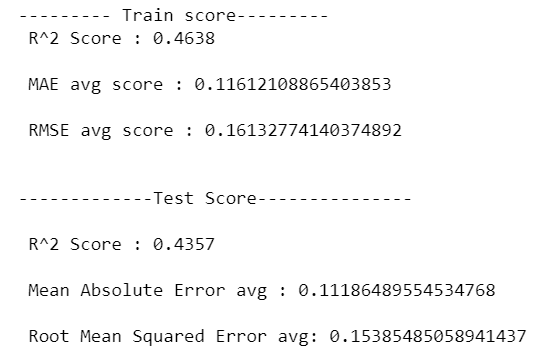 --------- Train score---------
R^2 Score : 0.4638
MAE avg score : 0.11612108865403853
RMSE avg score : 0.16132774140374892
-------------Test Score---------------
R^2 Score : 0.4357
Mean Absolute Error avg : 0.11186489554534768
Root Mean Squared Error avg: 0.15385485058941437